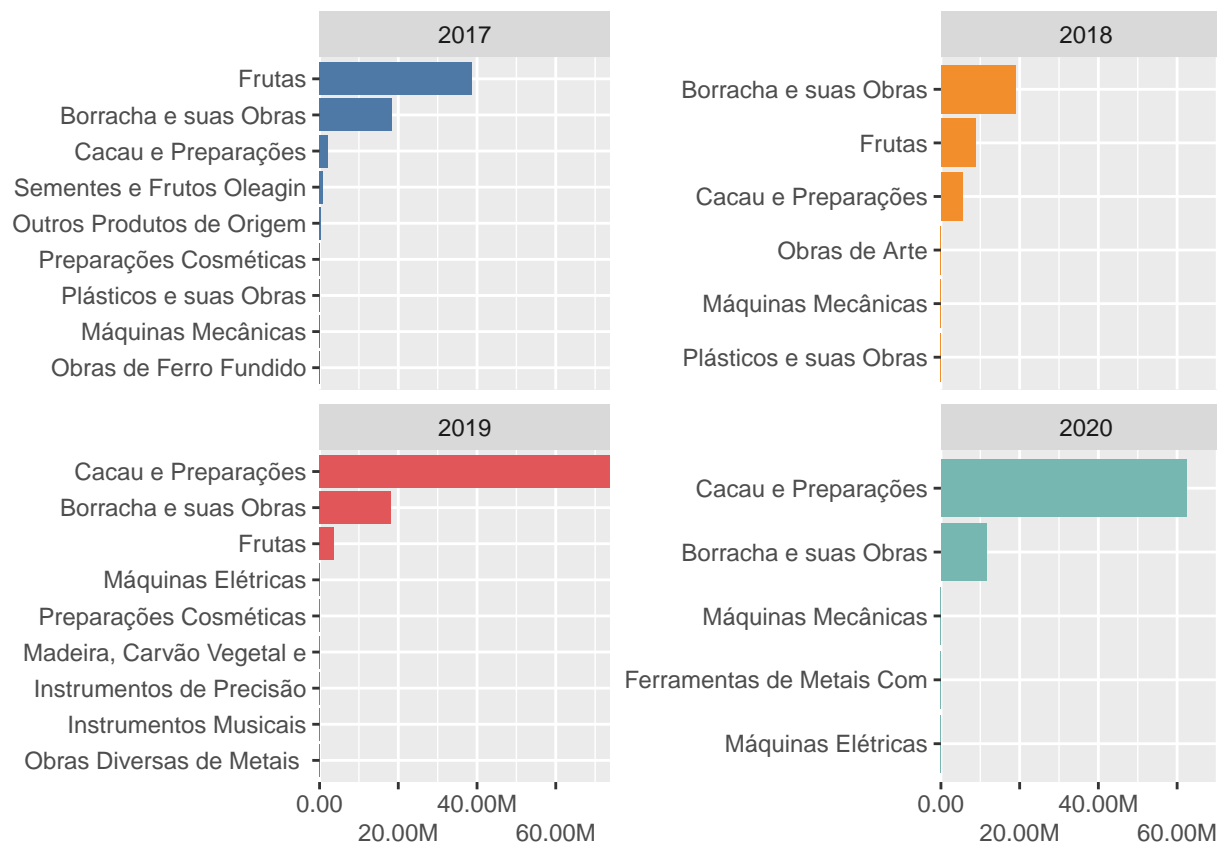 2017
Frutas
Borracha e suas Obras
Cacau e Preparações
Sementes e Frutos Oleagin
Outros Produtos de Origem
Preparações Cosméticas
Plásticos e suas Obras
Máquinas Mecânicas
Obras de Ferro Fundido
2018
Borracha e suas Obras
Frutas
Cacau e Preparações
Obras de Arte
Máquinas Mecânicas
Plásticos e suas Obras
2019
Cacau e Preparações
Borracha e suas Obras
Frutas
Máquinas Elétricas
Preparações Cosméticas
Madeira, Carvão Vegetal e
Instrumentos de Precisão
Instrumentos Musicais
Obras Diversas de Metais
0.00 40.00M
20.00M 60.00M
2020
Cacau e Preparações
Borracha e suas Obras
Máquinas Mecânicas
Ferramentas de Metais Com
Máquinas Elétricas
0.00 40.00M
20.00M 60.00M